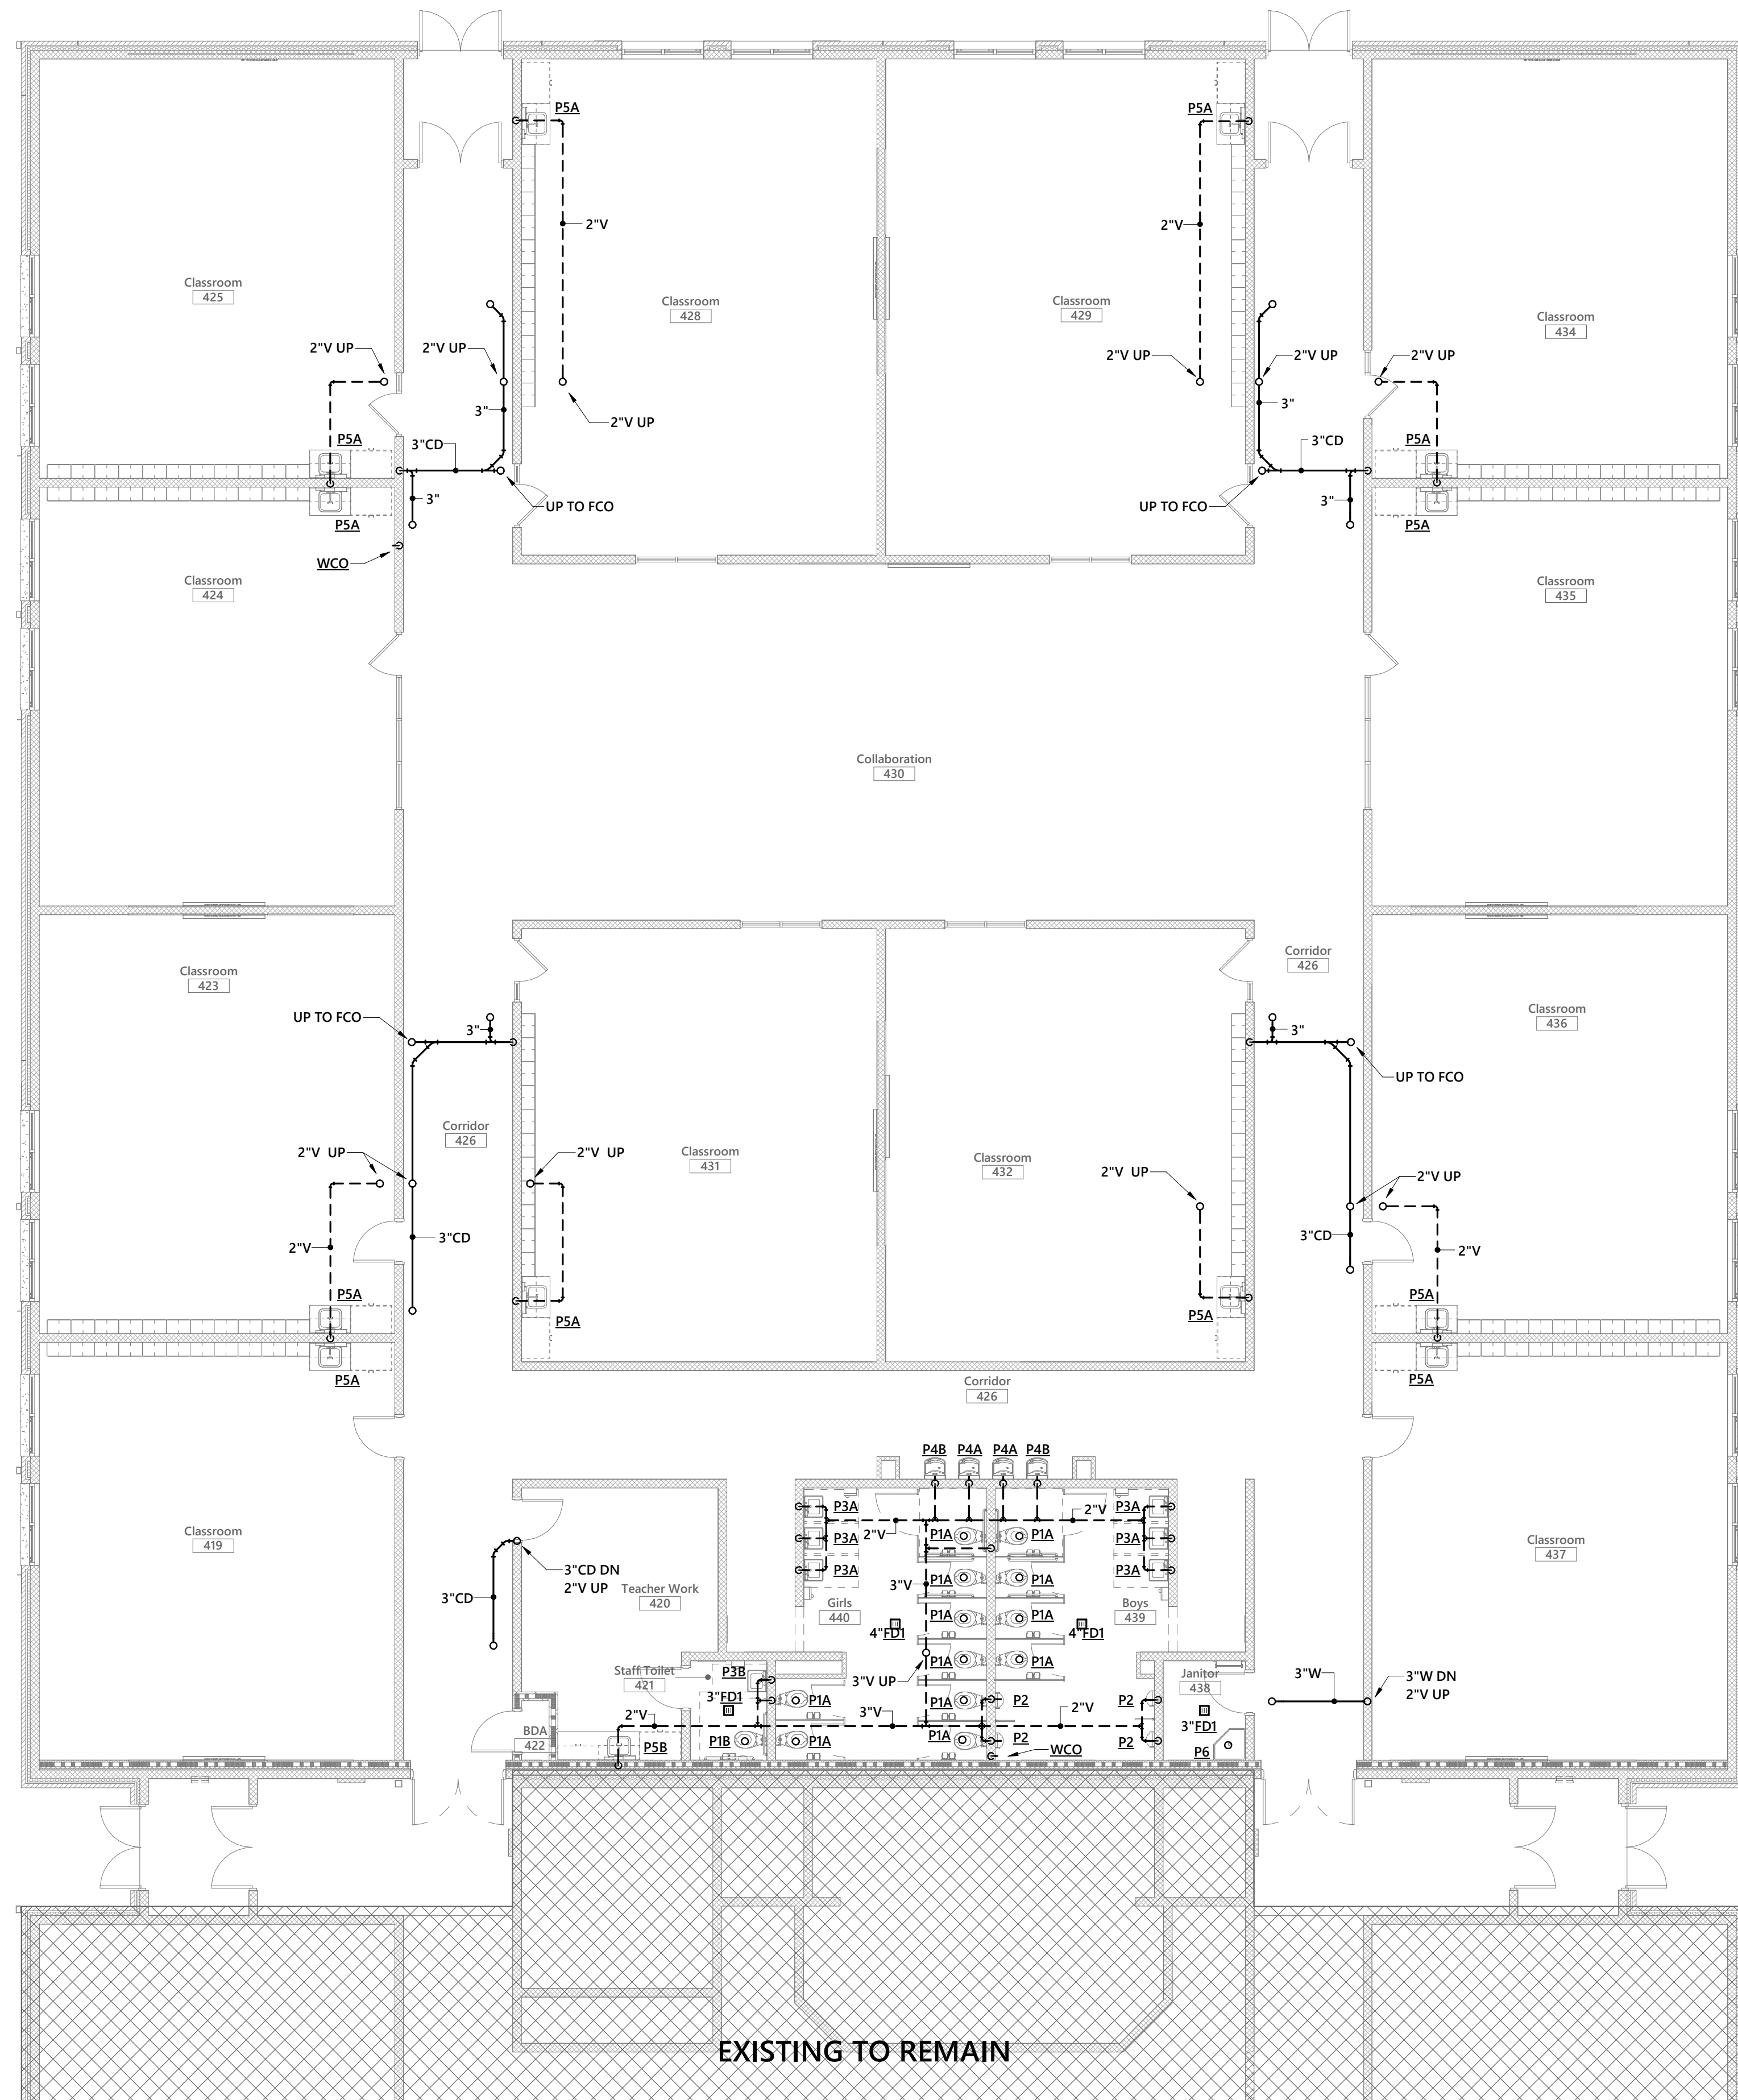 P5A
P5A
2"V
2"V
Classroom
425
Classroom
428
Classroom
429
Classroom
434
2"V UP
2"V UP
2"V UP
2"V UP
2"V UP
3"
3"
2"V UP
P5A
3"CD
3"CD
P5A
3"
3"
UP TO FCO
UP TO FCO
P5A
P5A
WCO
Classroom
424
Classroom
435
Collaboration
430
Corridor
426
Classroom
423
Classroom
436
UP TO FCO
3"
3"
UP TO FCO
Corridor
426
2"V UP
2"V UP
Classroom
431
Classroom
432
2"V UP
2"V UP
3"CD
3"CD
2"V
2"V
P5A
P5A
P5A
P5A
P5A
P5A
Corridor
426
P4B
P4A
P4A
P4B
P3A
P3A
2"V
2"V
P1A
P1A
P3A
P3A
P3A
P3A
Classroom
419
Classroom
437
3"CD DN
2"V UP
3"CD
Teacher Work
420
3"V
P1A
P1A
Girls
440
Boys
439
P1A
P1A
4"FD1
4"FD1
P1A
P1A
Staff Toilet
421
P3B
3"V UP
Janitor
438
3"W
3"W DN
2"V UP
3"FD1
P1A
P1A
P2
P2
2"V
3"V
2"V
3"FD1
BDA
422
P5B
P1B
P1A
P1A
P2
P2
WCO
P6
EXISTING TO REMAIN